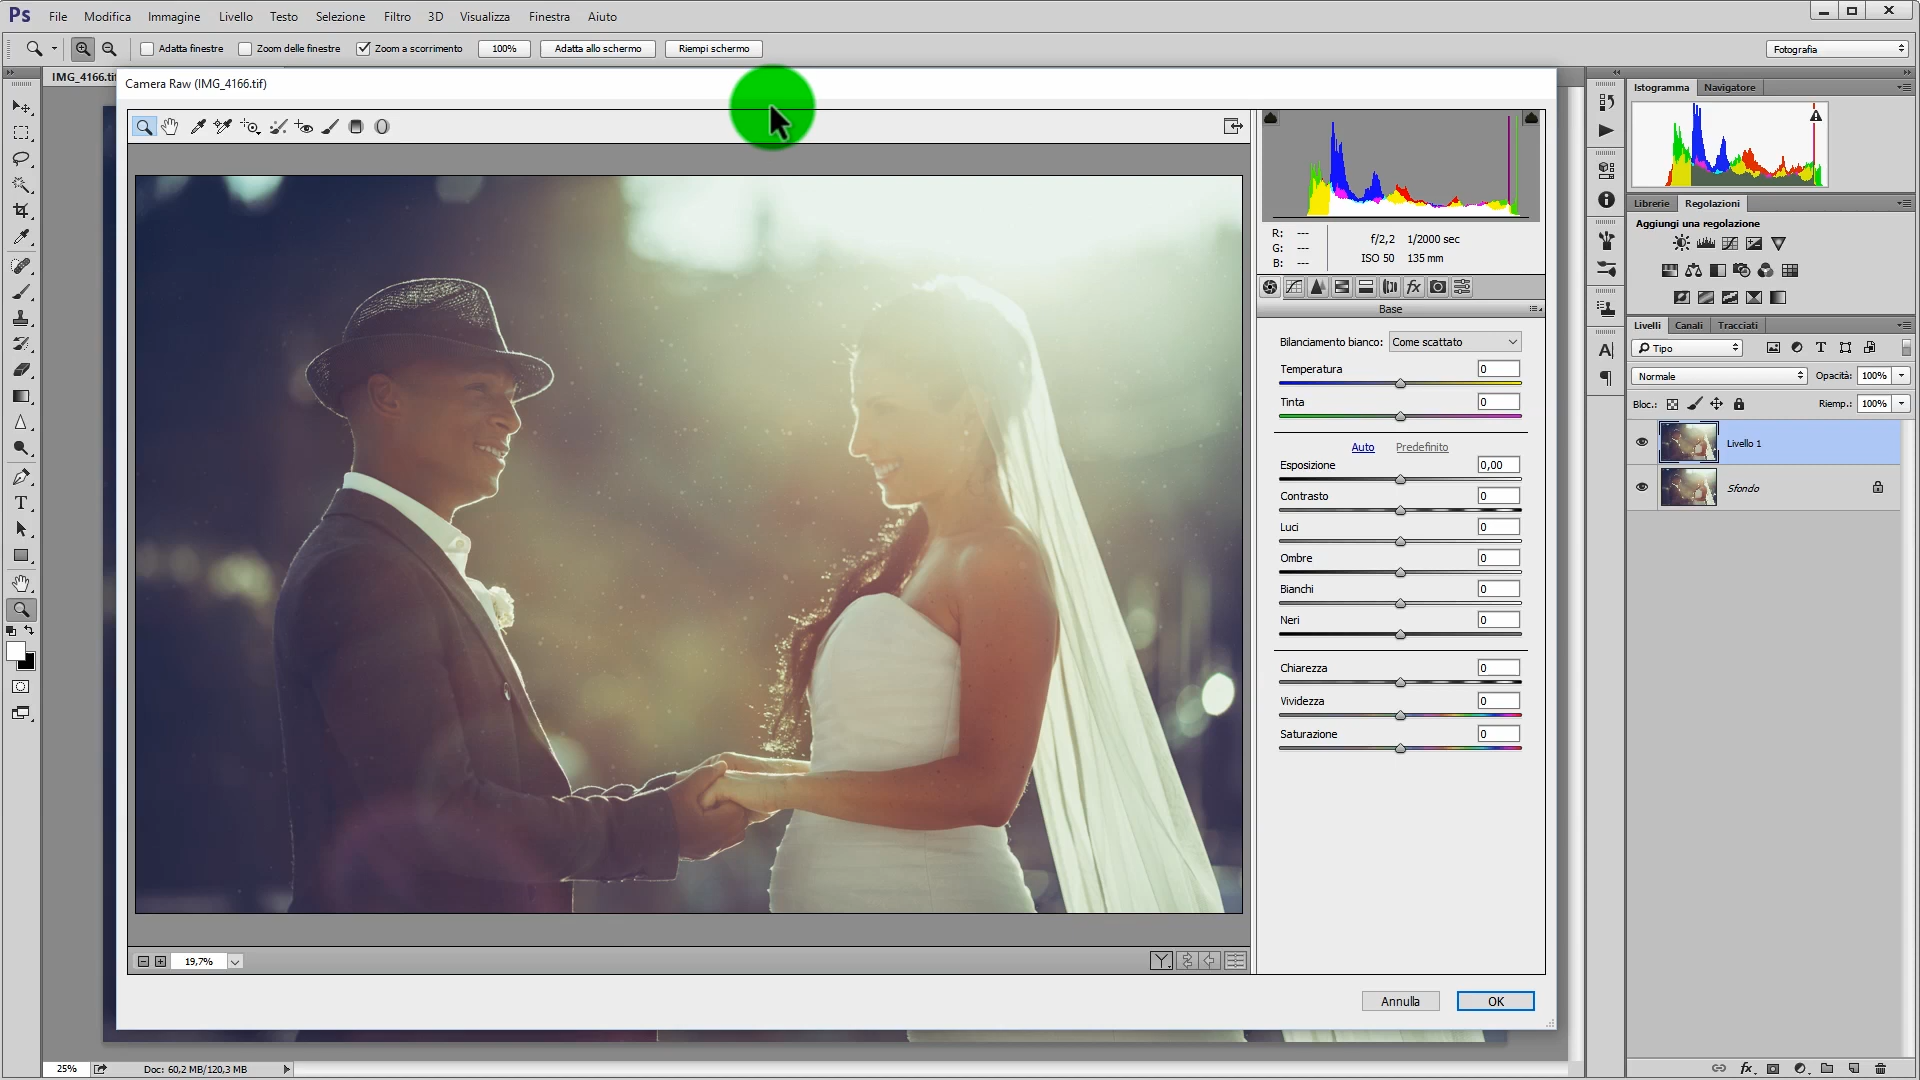 Ps File Modifica Immagine Livello Testo Selezione Filtro 3D Visualizza Finestra Aiuto
Adatta finestre Zoom delle finestre Zoom a scorrimento 100% Adatta allo schermo Riempi schermo Fotografia
IMG_4166.tif
Camera Raw (IMG_4166.tif)
R: ---
G: ---
B: ---
f/2,2 1/2000 sec
ISO 50 135 mm
fx
Base
Bilanciamento bianco: Come scattato
Temperatura 0
Tinta 0
Auto Predefinito
Esposizione 0,00
Contrasto 0
Luci 0
Ombre 0
Bianchi 0
Neri 0
Chiarezza 0
Vividezza 0
Saturazione 0
19,7%
Annulla OK
Istogramma Navigatore
Librerie Regolazioni
Aggiungi una regolazione
Livelli Canali Tracciati
Tipo
Normale Opacità: 100%
Bloc.: Riemp.: 100%
Livello 1
Sfondo
fx
25% Doc: 60,2 MB/120,3 MB